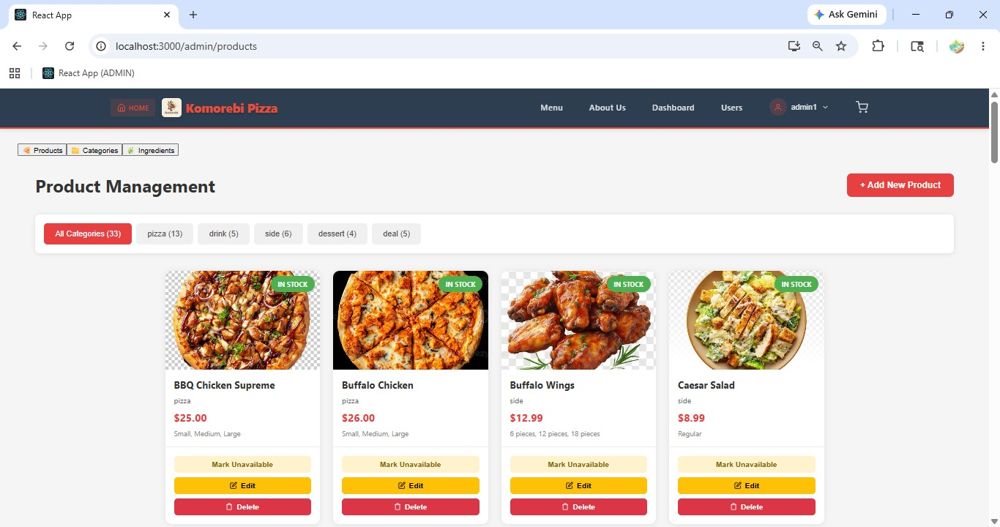 React App
Ask Gemini
localhost:3000/admin/products
React App (ADMIN)
HOME Komorebi Pizza Menu About Us Dashboard Users admin1
Products Categories Ingredients
Product Management
+ Add New Product
All Categories (33) pizza (13) drink (5) side (6) dessert (4) deal (5)
IN STOCK IN STOCK IN STOCK IN STOCK
BBQ Chicken Supreme Buffalo Chicken Buffalo Wings Caesar Salad
pizza pizza side side
$25.00 $26.00 $12.99 $8.99
Small, Medium, Large Small, Medium, Large 6 pieces, 12 pieces, 18 pieces Regular
Mark Unavailable Mark Unavailable Mark Unavailable Mark Unavailable
Edit Edit Edit Edit
Delete Delete Delete Delete